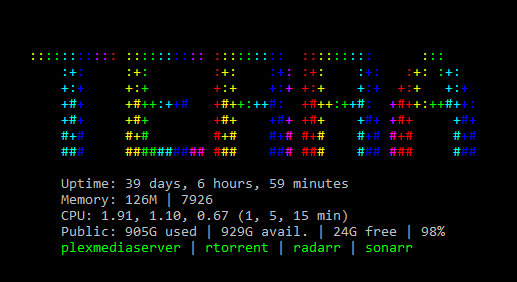 TERRA
Uptime: 39 days, 6 hours, 59 minutes
Memory: 126M | 7926
CPU: 1.91, 1.10, 0.67 (1, 5, 15 min)
Public: 905G used | 929G avail. | 24G free | 98%
plexmediaserver | rtorrent | radarr | sonarr